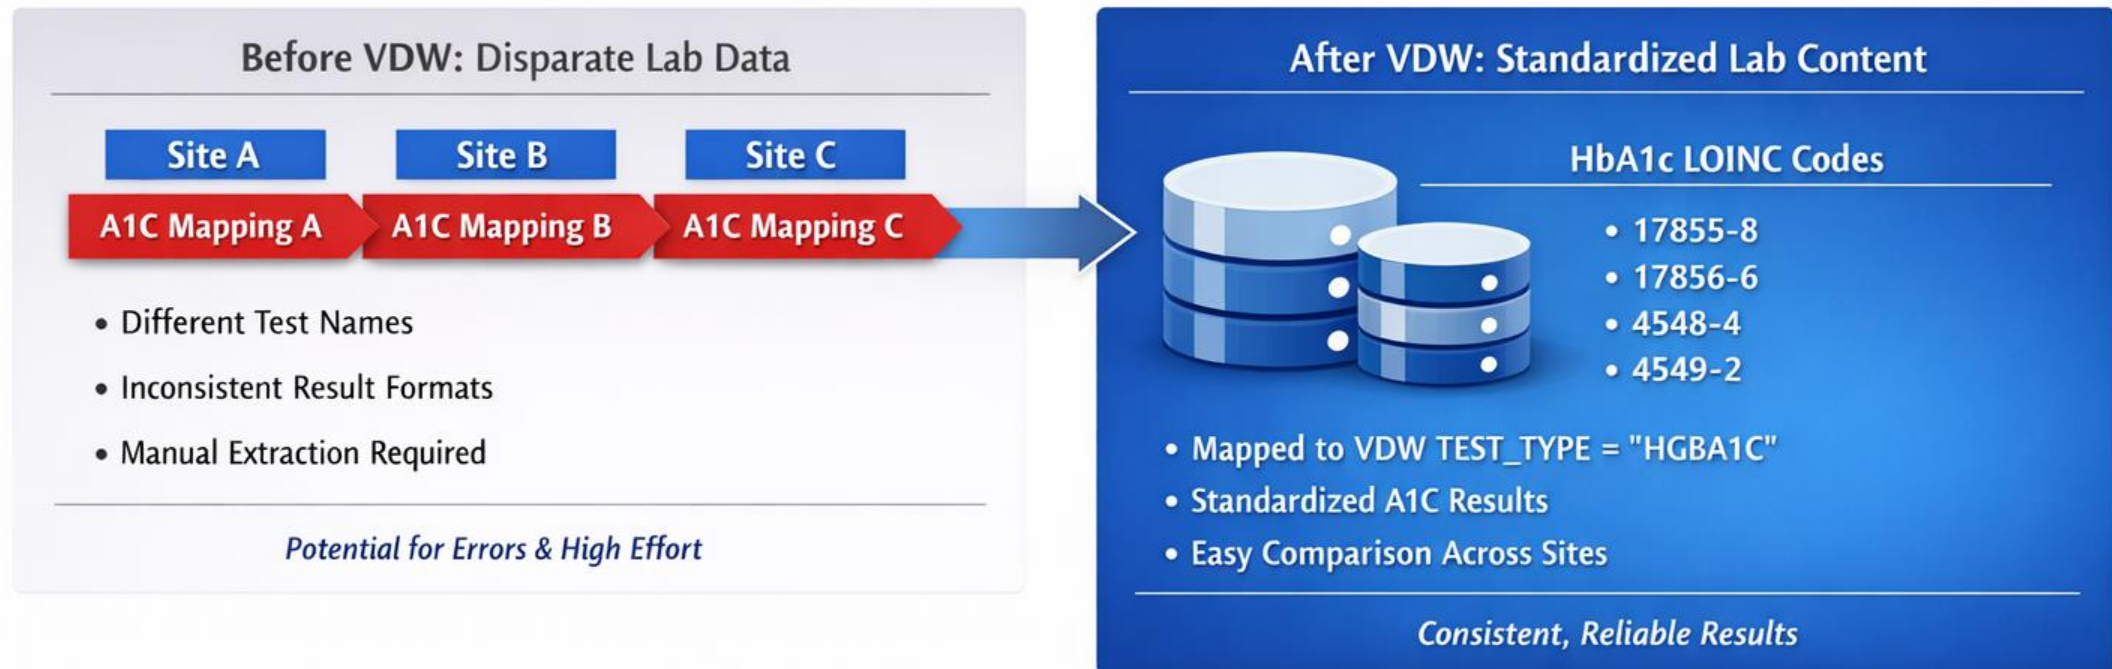 Before VDW: Disparate Lab Data
Site A
Site B
Site C
A1C Mapping A
A1C Mapping B
A1C Mapping C
• Different Test Names
• Inconsistent Result Formats
• Manual Extraction Required
Potential for Errors & High Effort
After VDW: Standardized Lab Content
HbA1c LOINC Codes
• 17855-8
• 17856-6
• 4548-4
• 4549-2
• Mapped to VDW TEST_TYPE = "HGBA1C"
• Standardized A1C Results
• Easy Comparison Across Sites
Consistent, Reliable Results